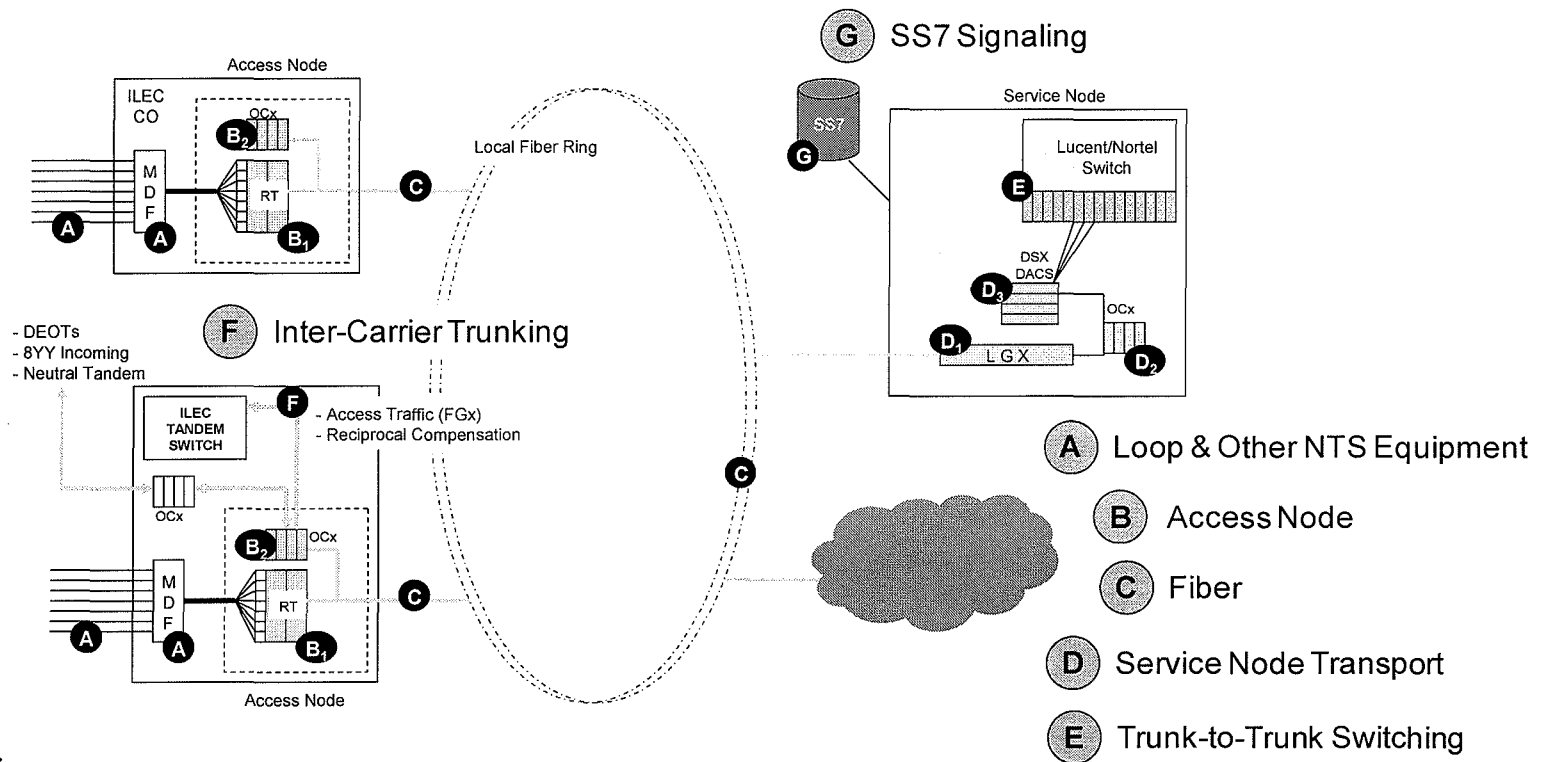 G SS7 Signaling
Access Node
ILEC
CO
OCx
B2
M
D
F
RT
A
A
B1
C
Local Fiber Ring
SS7
G
Service Node
Lucent/Nortel
Switch
E
DSX
DACS
D3
OCx
D1
LGX
D2
F Inter-Carrier Trunking
- DEOTs
- 8YY Incoming
- Neutral Tandem
ILEC
TANDEM
SWITCH
F
- Access Traffic (FGx)
- Reciprocal Compensation
OCx
B2
OCx
M
D
F
RT
A
A
B1
C
Access Node
C
A Loop & Other NTS Equipment
B Access Node
C Fiber
D Service Node Transport
E Trunk-to-Trunk Switching